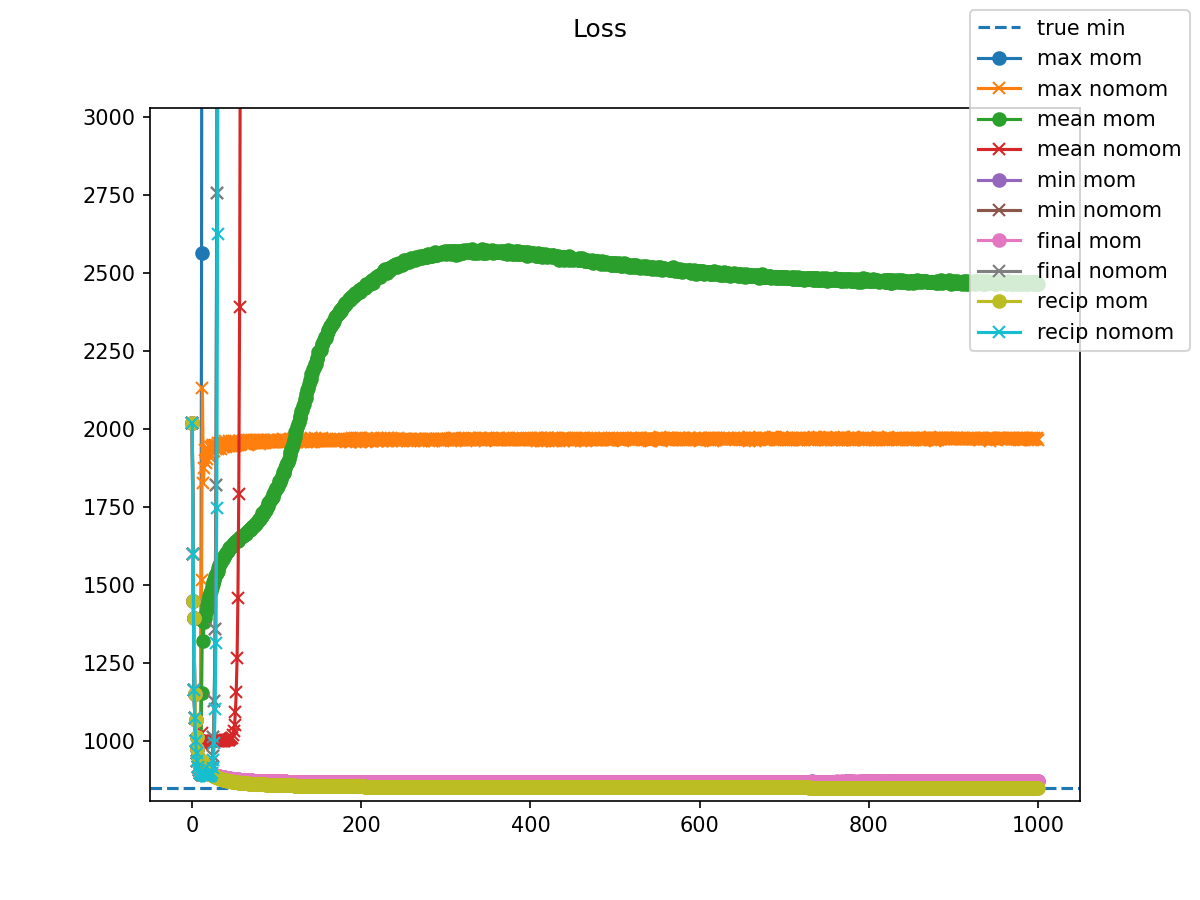 Loss
true min
max mom
max nomom
mean mom
mean nomom
min mom
min nomom
final mom
final nomom
recip mom
recip nomom
3000
2750
2500
2250
2000
1750
1500
1250
1000
0
200
400
600
800
1000